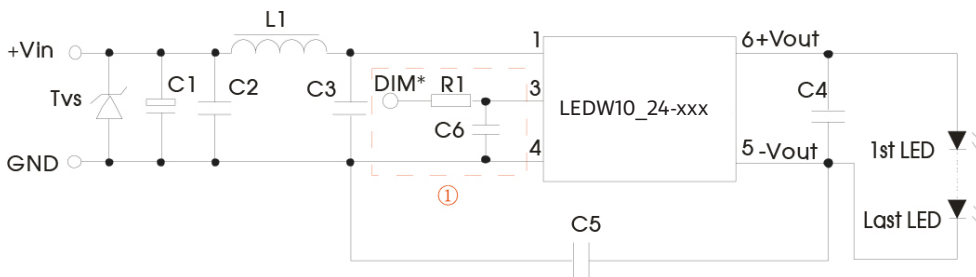 L1
+Vin
1
6
+Vout
Tvs
C1
C2
C3
DIM*
R1
3
C4
C6
LEDW10_24-xxx
GND
4
5
-Vout
1st LED
①
Last LED
C5